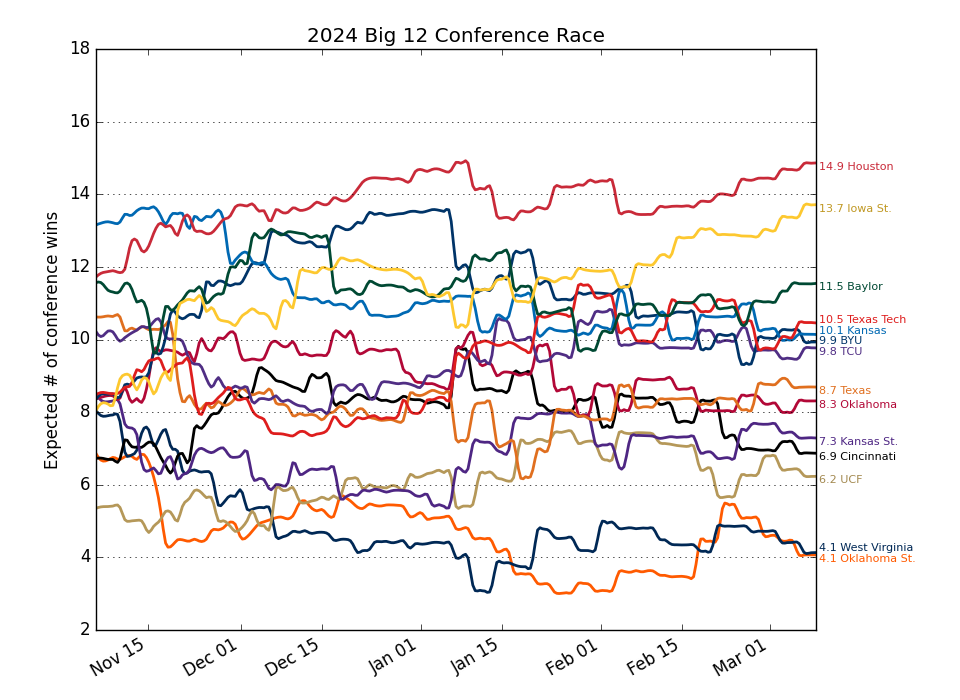 2024 Big 12 Conference Race
Expected # of conference wins
18
16
14
12
10
8
6
4
2
14.9 Houston
13.7 Iowa St.
11.5 Baylor
10.5 Texas Tech
10.1 Kansas
9.9 BYU
9.8 TCU
8.7 Texas
8.3 Oklahoma
7.3 Kansas St.
6.9 Cincinnati
6.2 UCF
4.1 West Virginia
4.1 Oklahoma St.
Nov 15
Dec 01
Dec 15
Jan 01
Jan 15
Feb 01
Feb 15
Mar 01